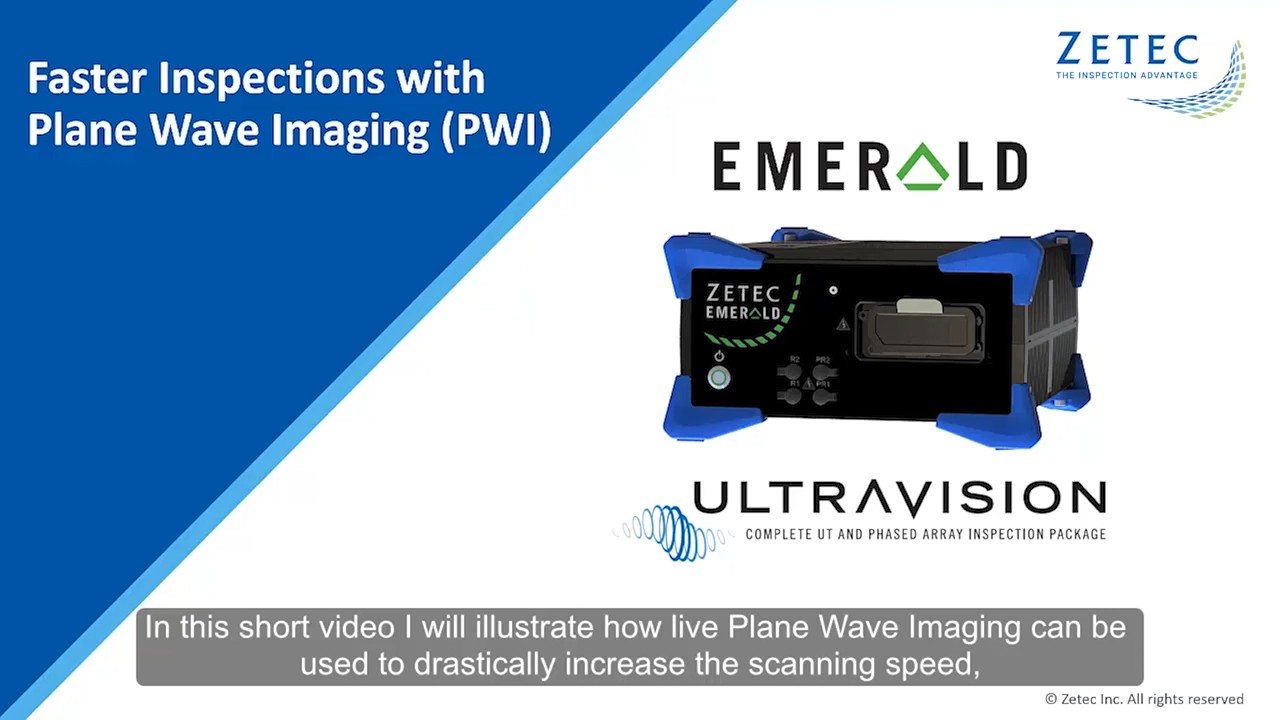 Faster Inspections with
Plane Wave Imaging (PWI)
ZETEC
THE INSPECTION ADVANTAGE
EMERALD
ZETEC
EMERALD
R2 PR2
R1 PR1
ULTRAVISION
COMPLETE UT AND PHASED ARRAY INSPECTION PACKAGE
In this short video I will illustrate how live Plane Wave Imaging can be
used to drastically increase the scanning speed,
© Zetec Inc. All rights reserved